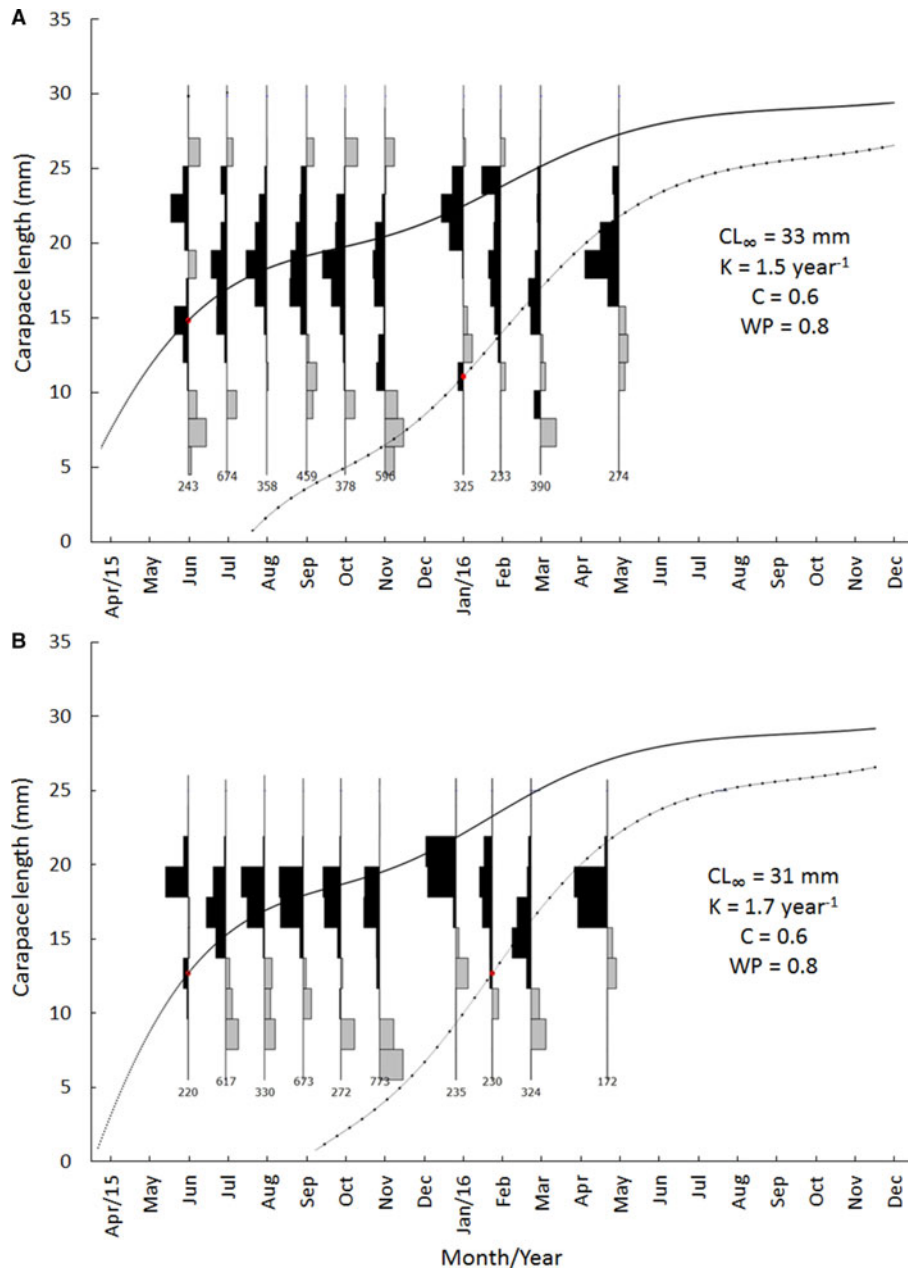 A
35
30
25
20
15
10
5
0
Carapace length (mm)
243 674 358 459 378 596 325 233 390 274
CL∞ = 33 mm
K = 1.5 year-1
C = 0.6
WP = 0.8
Apr/15 May Jun Jul Aug Sep Oct Nov Dec Jan/16 Feb Mar Apr May Jun Jul Aug Sep Oct Nov Dec
B
35
30
25
20
15
10
5
0
Carapace length (mm)
220 617 330 673 272 773 235 230 324 172
CL∞ = 31 mm
K = 1.7 year-1
C = 0.6
WP = 0.8
Apr/15 May Jun Jul Aug Sep Oct Nov Dec Jan/16 Feb Mar Apr May Jun Jul Aug Sep Oct Nov Dec
Month/Year